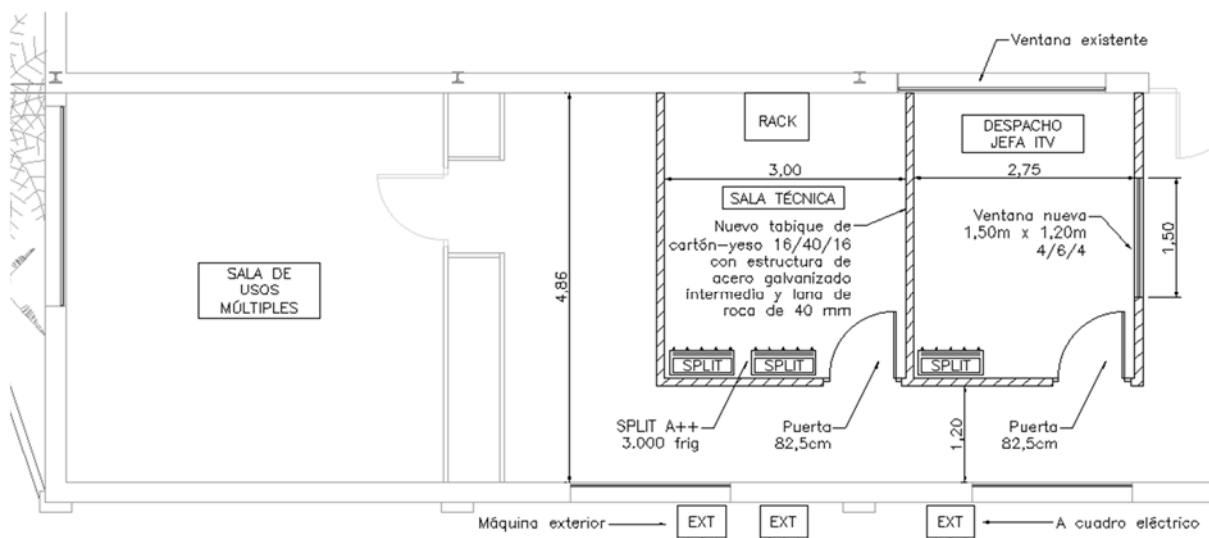 Ventana existente
RACK
DESPACHO
JEFA ITV
3,00
2,75
SALA TÉCNICA
Nuevo tabique de
cartón-yeso 16/40/16
con estructura de
acero galvanizado
intermedia y lana de
roca de 40 mm
Ventana nueva
1,50m x 1,20m
4/6/4
1,50
SALA DE
USOS
MÚLTIPLES
4,86
SPLIT
SPLIT
SPLIT
SPLIT A++
3.000 frig
Puerta
82,5cm
1,20
Puerta
82,5cm
Máquina exterior
EXT
EXT
EXT
A cuadro eléctrico